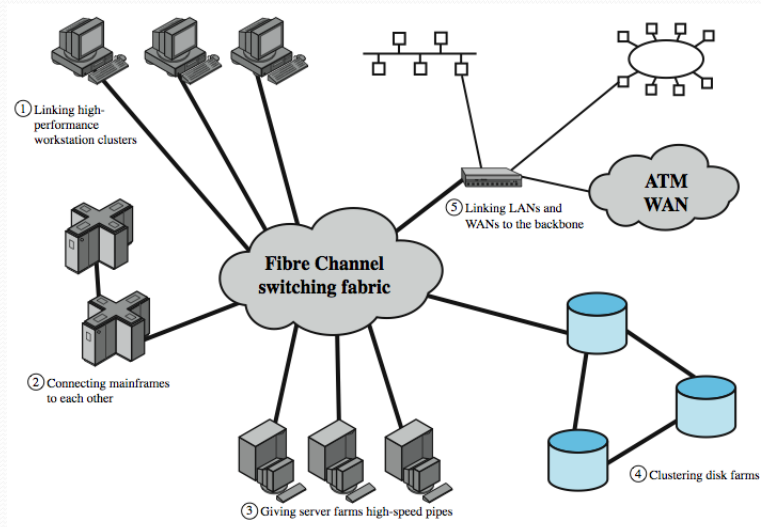 ① Linking high-
performance
workstation clusters
ATM
WAN
⑤ Linking LANs and
WANs to the backbone
Fibre Channel
switching fabric
② Connecting mainframes
to each other
④ Clustering disk farms
③ Giving server farms high-speed pipes